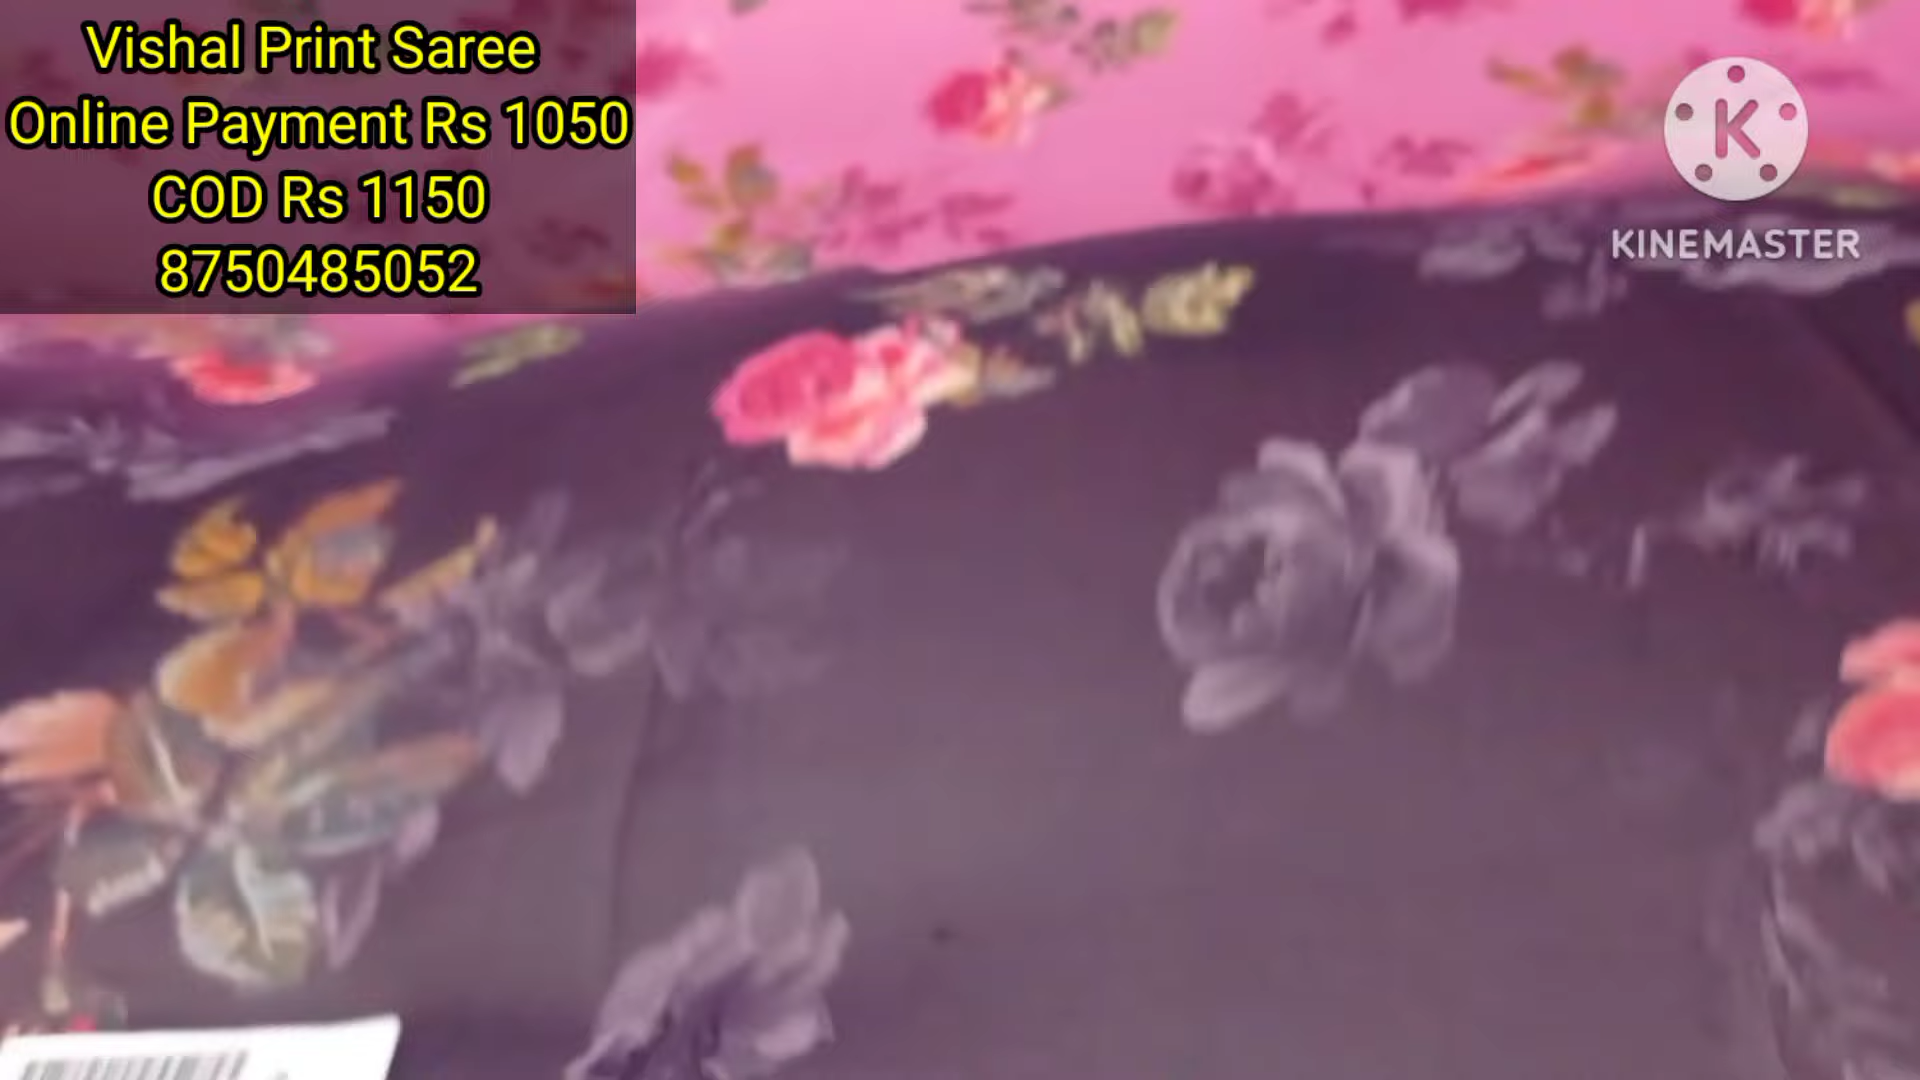 Vishal Print Saree
Online Payment Rs 1050
COD Rs 1150
8750485052
K
KINEMASTER